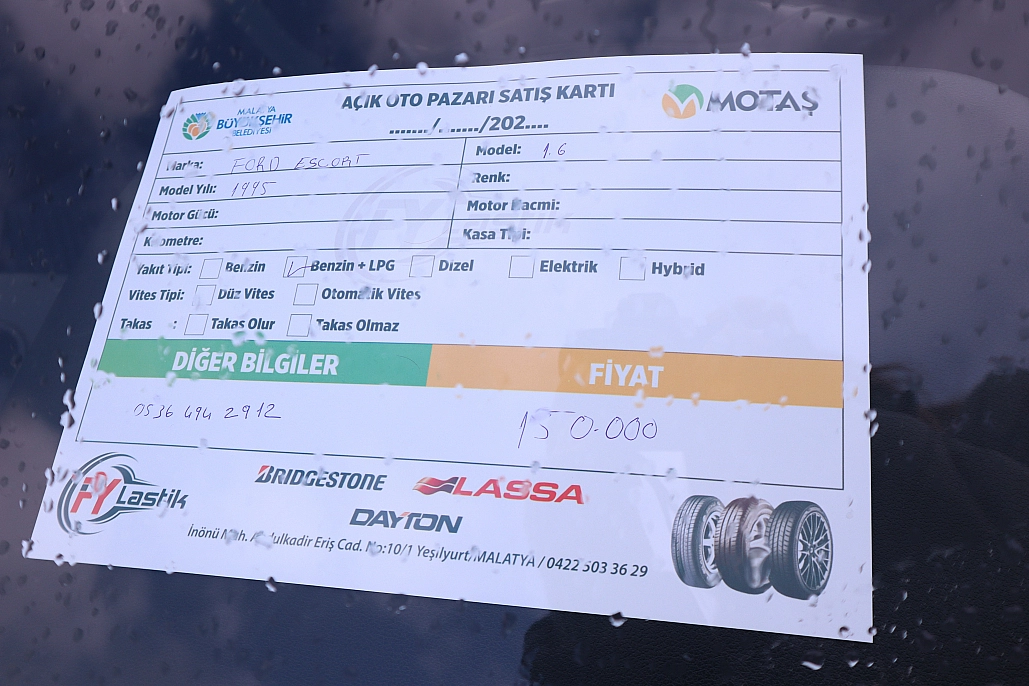 MALATYA
BÜYÜKŞEHİR
BELEDİYESİ
AÇIK OTO PAZARI SATIŞ KARTI
......./......./202....
MOTAŞ
Marka: FORD ESCORT
Model: 1.6
Model Yılı: 1995
Renk:
Motor Gücü:
Motor Hacmi:
Kilometre:
Kasa Tipi:
Yakıt Tipi: Benzin Benzin + LPG Dizel Elektrik Hybrid
Vites Tipi: Düz Vites Otomatik Vites
Takas : Takas Olur Takas Olmaz
DİĞER BİLGİLER
FİYAT
0536 494 2912
150.000
FY Lastik
BRIDGESTONE
LASSA
DAYTON
İnönü Mah. Abdulkadir Eriş Cad. No:10/1 Yeşilyurt/MALATYA / 0422 503 36 29